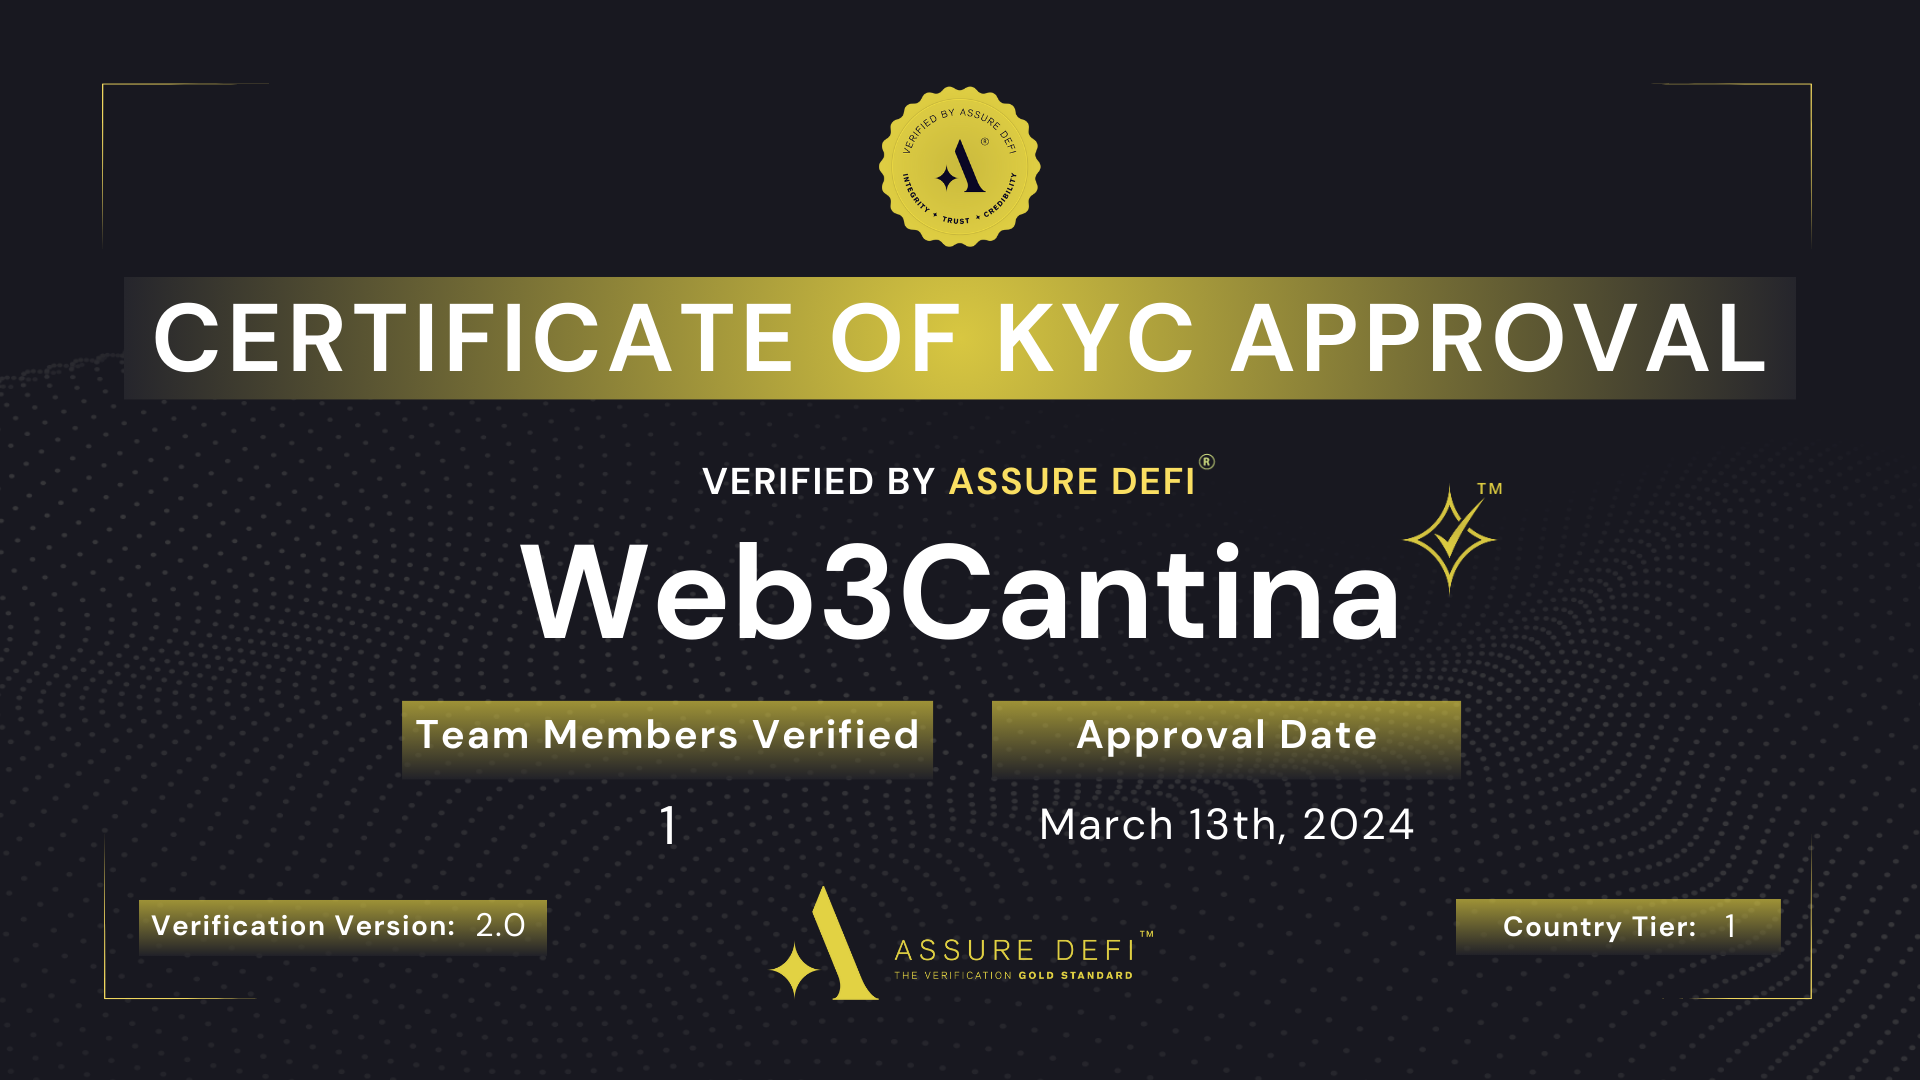 VERIFIED BY ASSURE DEFI
A ®
INTEGRITY ✦ TRUST ✦ CREDIBILITY
CERTIFICATE OF KYC APPROVAL
VERIFIED BY ASSURE DEFI®
Web3Cantina ™
Team Members Verified
Approval Date
1
March 13th, 2024
Verification Version: 2.0
Country Tier: 1
ASSURE DEFI™
THE VERIFICATION GOLD STANDARD